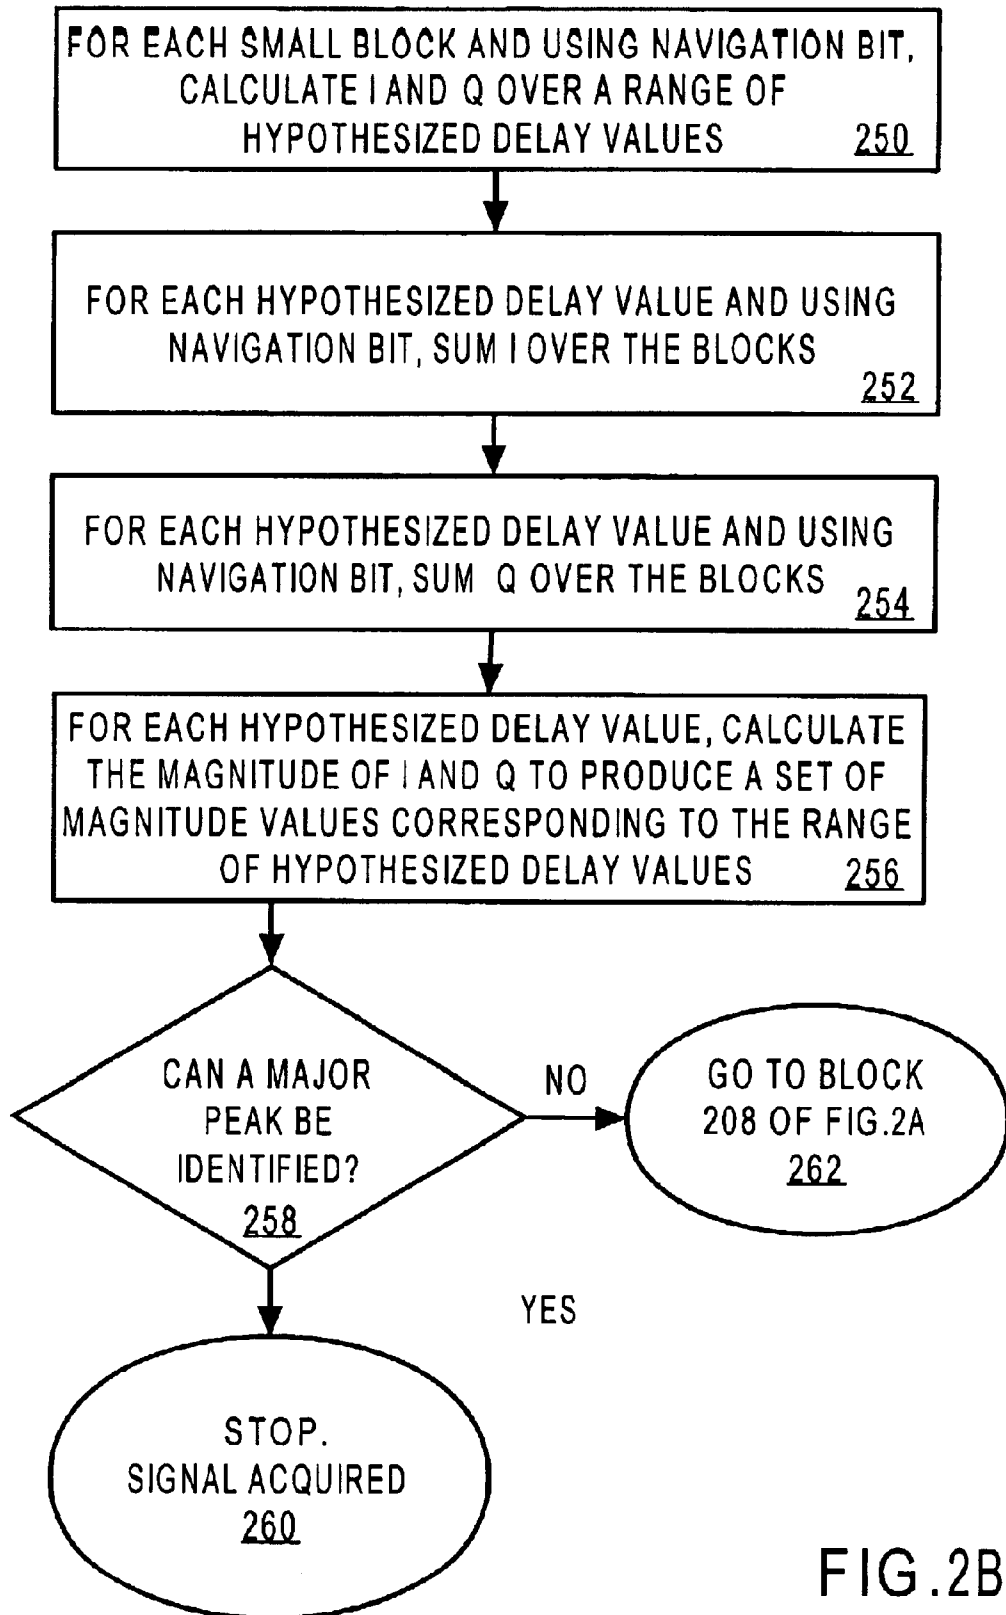 FOR EACH SMALL BLOCK AND USING NAVIGATION BIT,
CALCULATE I AND Q OVER A RANGE OF
HYPOTHESIZED DELAY VALUES 250
FOR EACH HYPOTHESIZED DELAY VALUE AND USING
NAVIGATION BIT, SUM I OVER THE BLOCKS
252
FOR EACH HYPOTHESIZED DELAY VALUE AND USING
NAVIGATION BIT, SUM Q OVER THE BLOCKS
254
FOR EACH HYPOTHESIZED DELAY VALUE, CALCULATE
THE MAGNITUDE OF I AND Q TO PRODUCE A SET OF
MAGNITUDE VALUES CORRESPONDING TO THE RANGE
OF HYPOTHESIZED DELAY VALUES 256
CAN A MAJOR
PEAK BE
IDENTIFIED?
258
NO
GO TO BLOCK
208 OF FIG.2A
262
YES
STOP.
SIGNAL ACQUIRED
260
FIG.2B